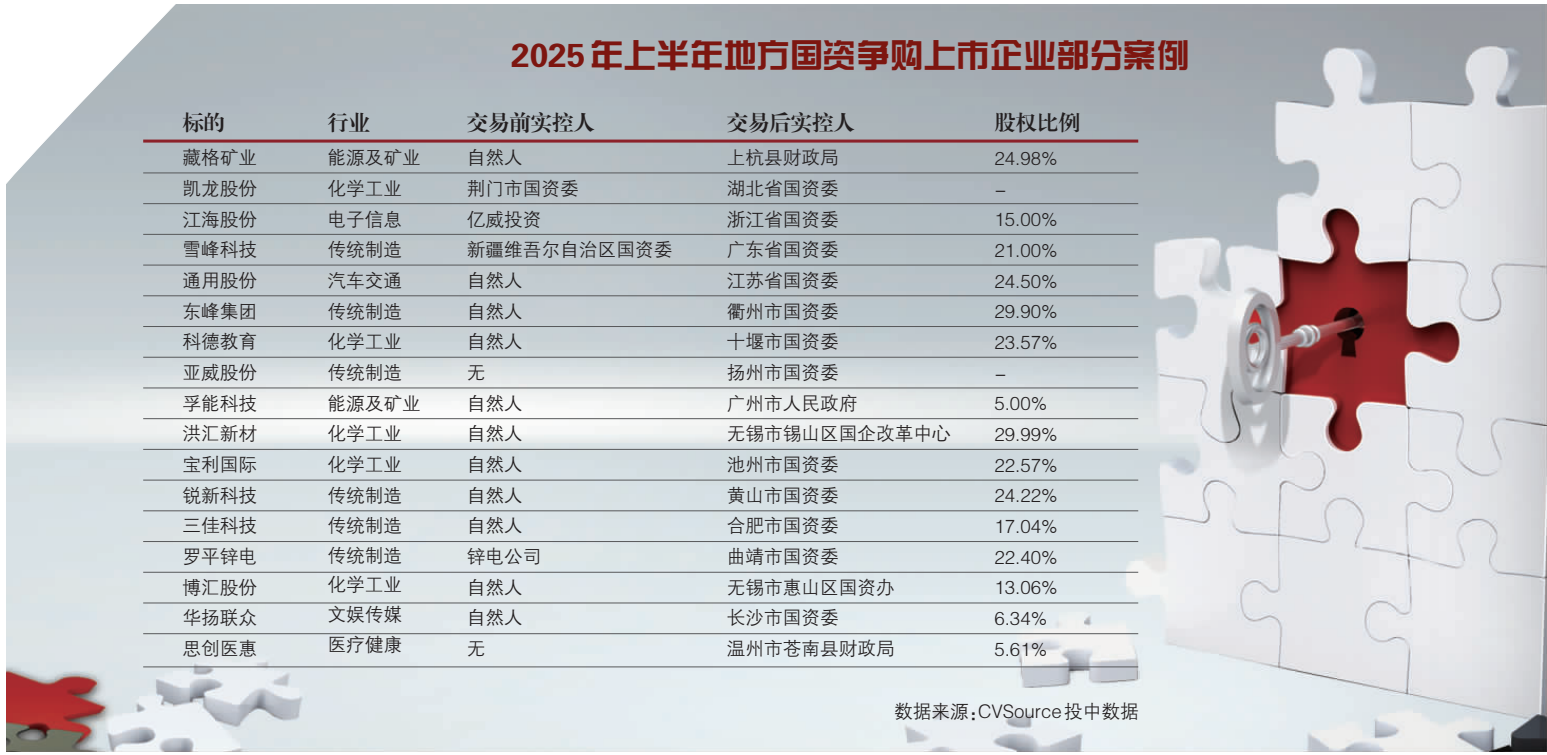 2025年上半年地方国资争购上市企业部分案例
标的 行业 交易前实控人 交易后实控人 股权比例
藏格矿业 能源及矿业 自然人 上杭县财政局 24.98%
凯龙股份 化学工业 荆门市国资委 湖北省国资委 –
江海股份 电子信息 亿威投资 浙江省国资委 15.00%
雪峰科技 传统制造 新疆维吾尔自治区国资委 广东省国资委 21.00%
通用股份 汽车交通 自然人 江苏省国资委 24.50%
东峰集团 传统制造 自然人 衢州市国资委 29.90%
科德教育 化学工业 自然人 十堰市国资委 23.57%
亚威股份 传统制造 无 扬州市国资委 –
孚能科技 能源及矿业 自然人 广州市人民政府 5.00%
洪汇新材 化学工业 自然人 无锡市锡山区国企改革中心 29.99%
宝利国际 化学工业 自然人 池州市国资委 22.57%
锐新科技 传统制造 自然人 黄山市国资委 24.22%
三佳科技 传统制造 自然人 合肥市国资委 17.04%
罗平锌电 传统制造 锌电公司 曲靖市国资委 22.40%
博汇股份 化学工业 自然人 无锡市惠山区国资办 13.06%
华扬联众 文娱传媒 自然人 长沙市国资委 6.34%
思创医惠 医疗健康 无 温州市苍南县财政局 5.61%
数据来源:CVSource投中数据